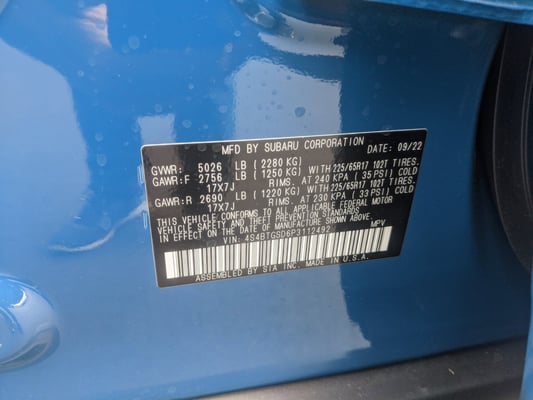 MFD BY SUBARU CORPORATION DATE: 09/22
GVWR: 5026 LB (2280 KG)
GAWR:F 2756 LB (1250 KG) WITH 225/65R17 102T TIRES.
17X7J RIMS. AT 240 KPA (35 PSI) COLD
GAWR:R 2690 LB (1220 KG) WITH 225/65R17 102T TIRES.
17X7J RIMS. AT 230 KPA (33 PSI) COLD
VEHICLE CONFORMS TO ALL APPLICABLE FEDERAL MOTOR
VEHICLE SAFETY AND BUMPER STANDARDS
IN EFFECT ON THE DATE OF MANUFACTURE SHOWN ABOVE.
VIN: 4S4BTGSD6P3112492 MPV
ASSEMBLED BY SIA INC. MADE IN U.S.A.